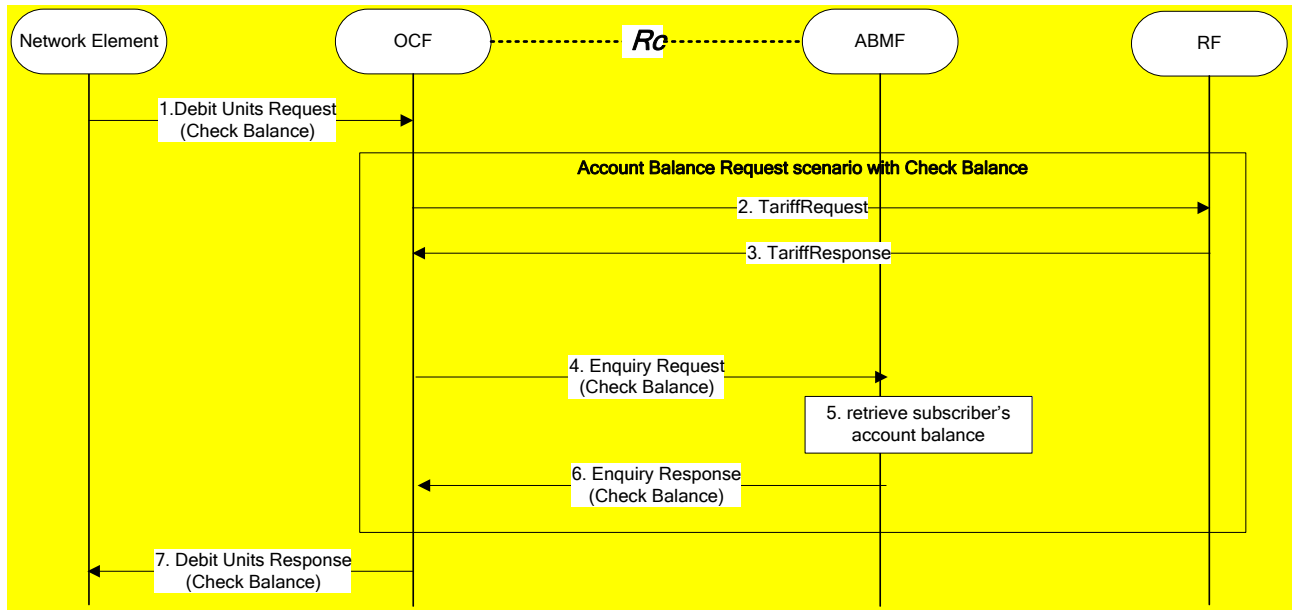 Network Element
OCF
Rc
ABMF
RF
1.Debit Units Request
(Check Balance)
Account Balance Request scenario with Check Balance
2. TariffRequest
3. TariffResponse
4. Enquiry Request
(Check Balance)
5. retrieve subscriber's
account balance
6. Enquiry Response
(Check Balance)
7. Debit Units Response
(Check Balance)